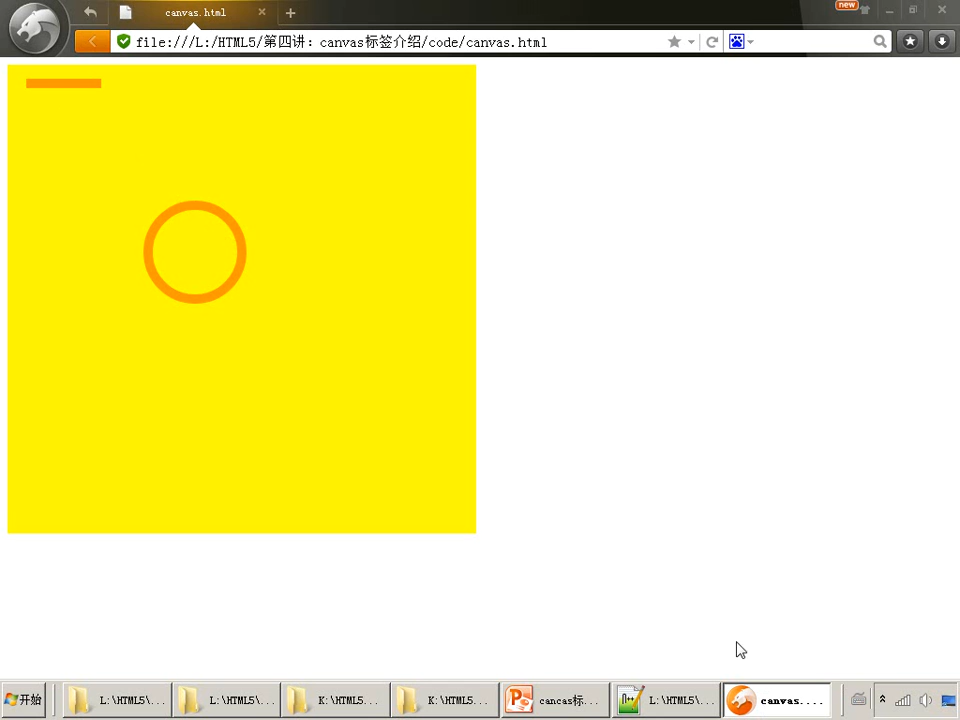 canvas.html
new
file:///L:/HTML5/第四讲：canvas标签介绍/code/canvas.html
开始
L:\HTML5\...
L:\HTML5\...
K:\HTML5...
K:\HTML5...
cancas标...
L:\HTML5\...
canvas....